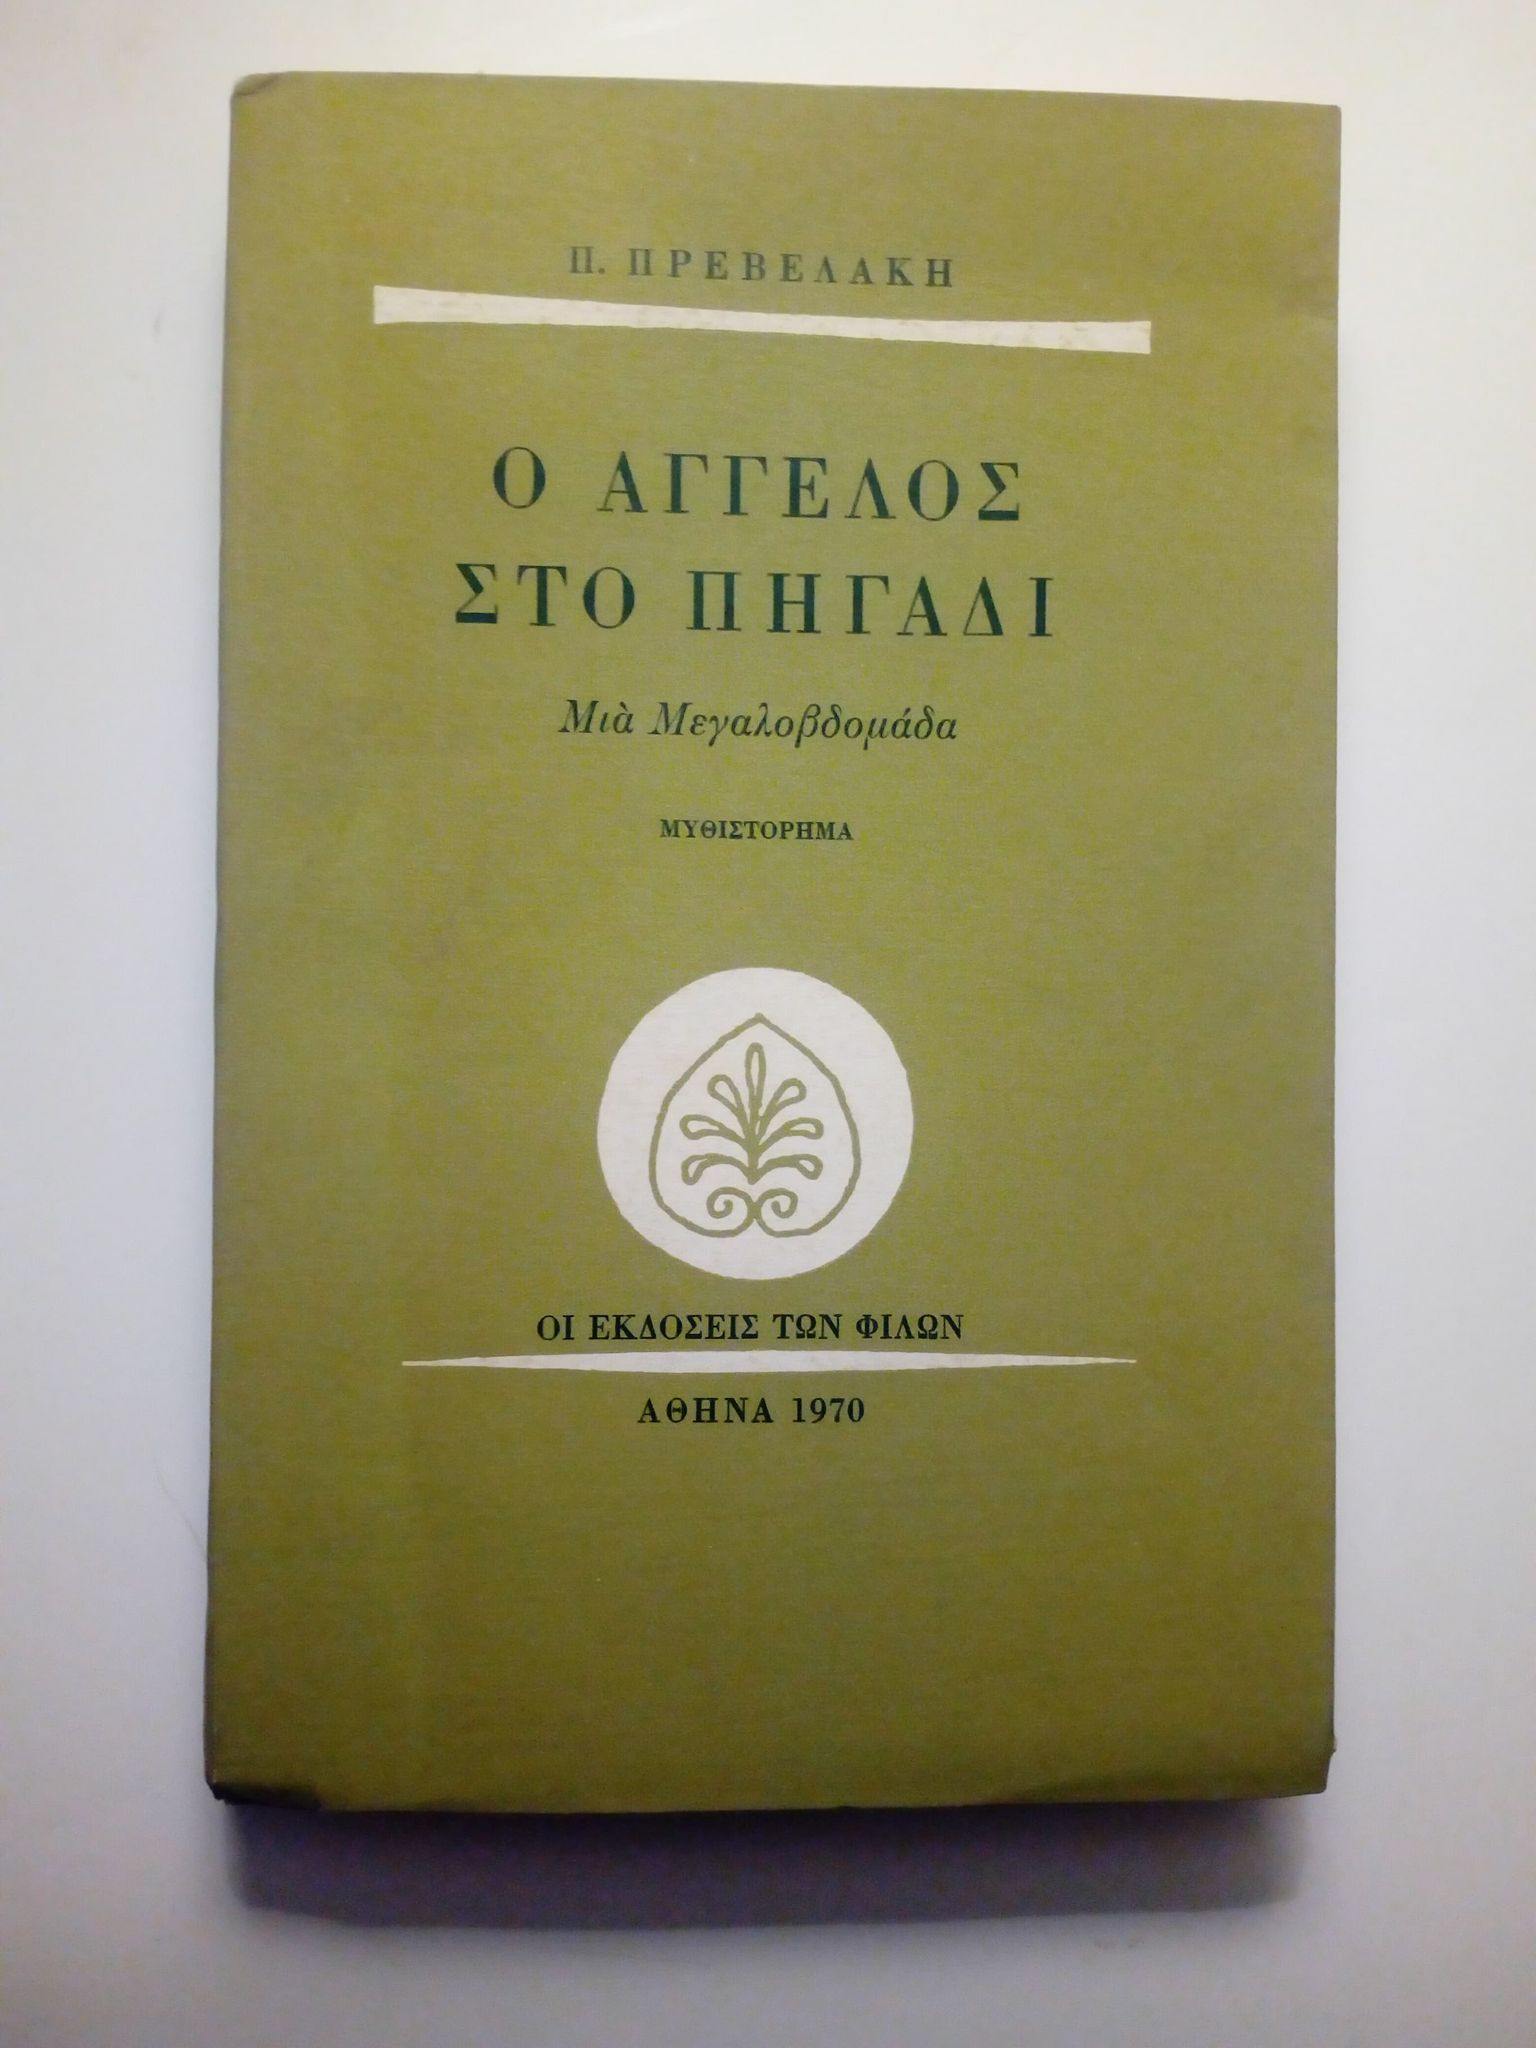 Π. ΠΡΕΒΕΛΑΚΗ
Ο ΑΓΓΕΛΟΣ
ΣΤΟ ΠΗΓΑΔΙ
Μιὰ Μεγαλοβδομάδα
ΜΥΘΙΣΤΟΡΗΜΑ
ΟΙ ΕΚΔΟΣΕΙΣ ΤΩΝ ΦΙΛΩΝ
ΑΘΗΝΑ 1970